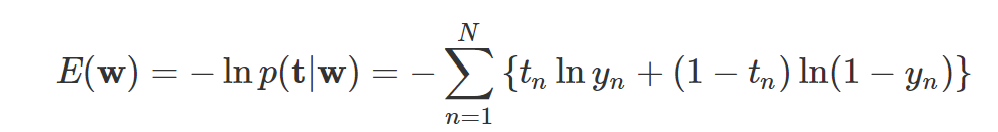 E(𝐰) = − ln p(𝐭|𝐰) = − ∑_{n=1}^{N} {t_n ln y_n + (1 − t_n) ln(1 − y_n)}